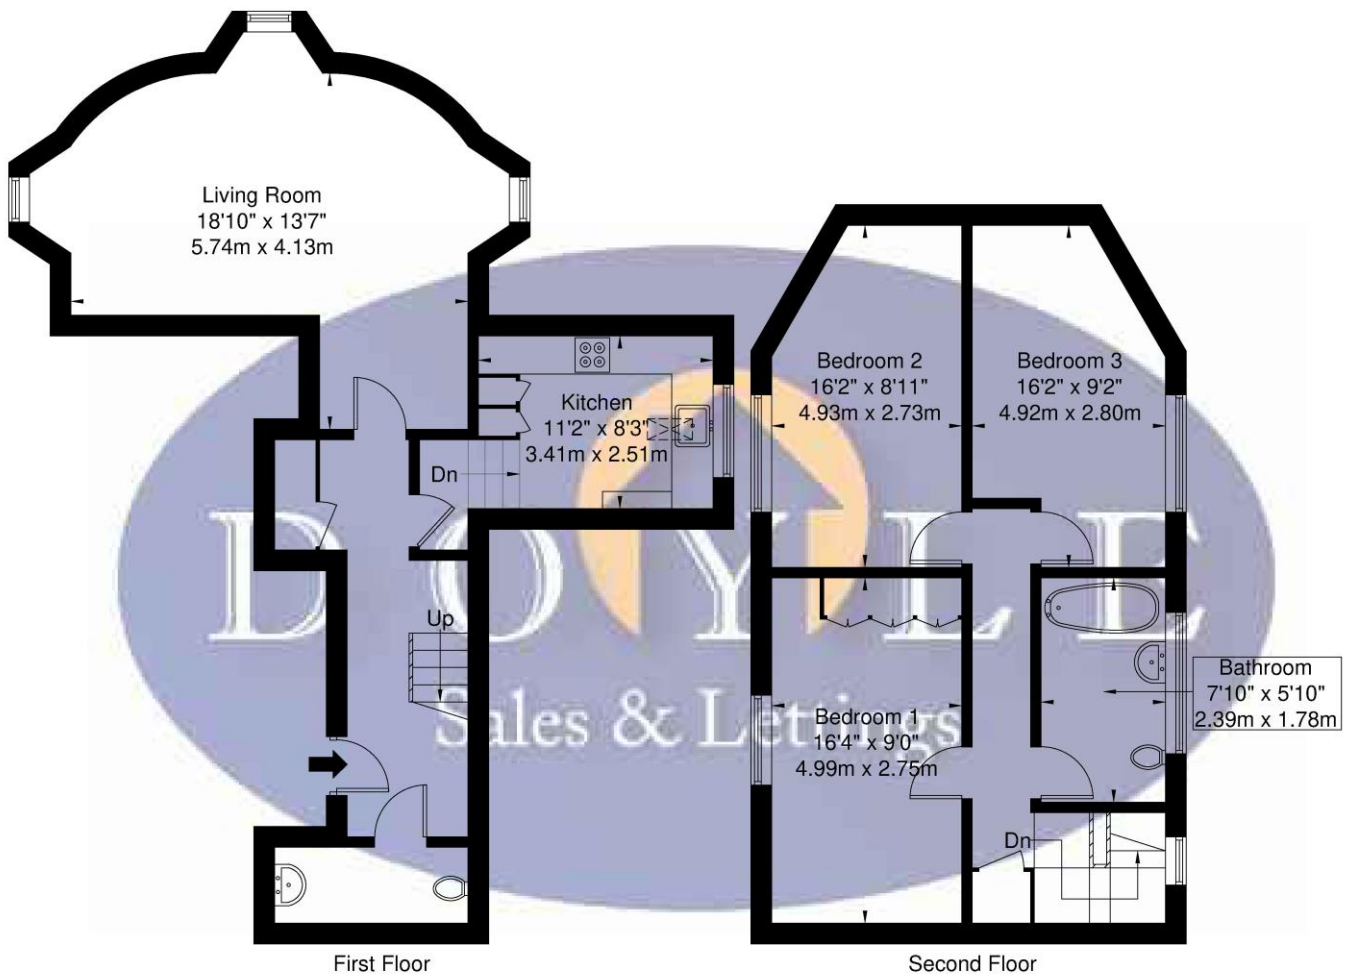 Living Room
18'10" x 13'7"
5.74m x 4.13m
Kitchen
11'2" x 8'3"
3.41m x 2.51m
Dn
Up
First Floor
Bedroom 2
16'2" x 8'11"
4.93m x 2.73m
Bedroom 3
16'2" x 9'2"
4.92m x 2.80m
Bathroom
7'10" x 5'10"
2.39m x 1.78m
Bedroom 1
16'4" x 9'0"
4.99m x 2.75m
Dn
Second Floor
DOYLE
Sales & Lettings